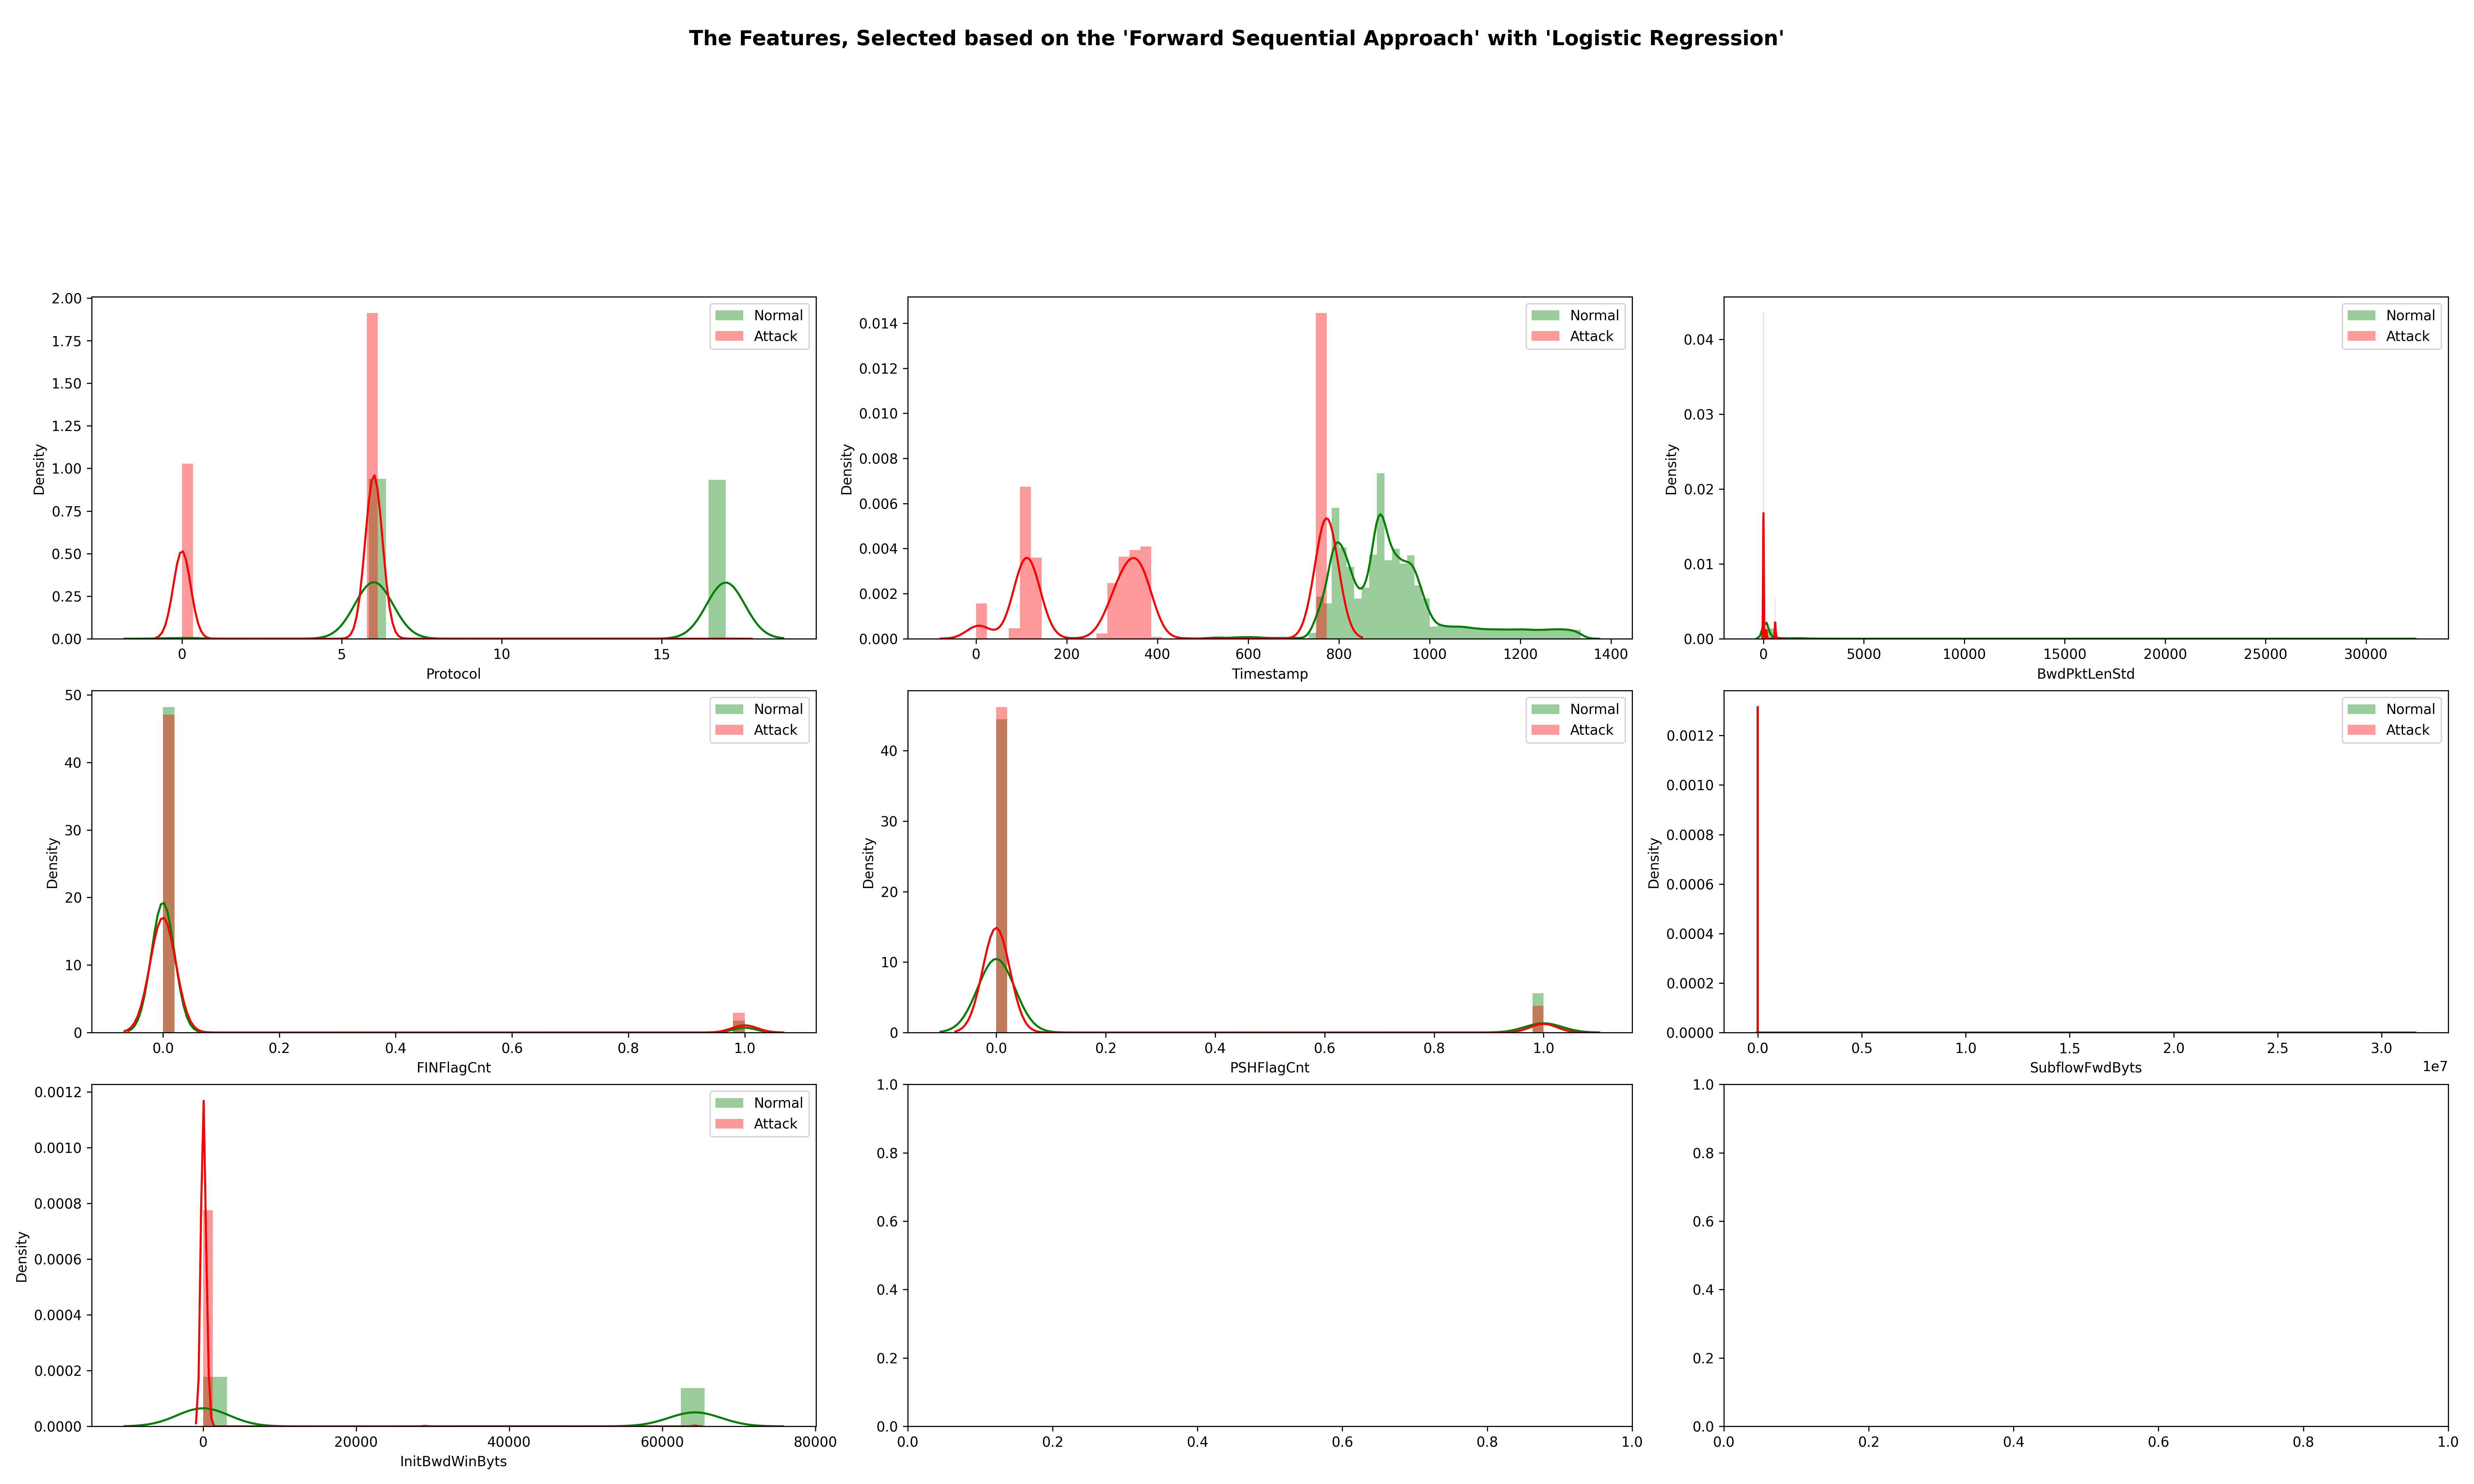 The Features, Selected based on the 'Forward Sequential Approach' with 'Logistic Regression'
2.00
1.75
1.50
1.25
1.00
0.75
0.50
0.25
0.00
Density
0 5 10 15
Protocol
Normal
Attack
0.014
0.012
0.010
0.008
0.006
0.004
0.002
0.000
Density
0 200 400 600 800 1000 1200 1400
Timestamp
Normal
Attack
0.04
0.03
0.02
0.01
0.00
Density
0 5000 10000 15000 20000 25000 30000
BwdPktLenStd
Normal
Attack
50
40
30
20
10
0
Density
0.0 0.2 0.4 0.6 0.8 1.0
FINFlagCnt
Normal
Attack
40
30
20
10
0
Density
0.0 0.2 0.4 0.6 0.8 1.0
PSHFlagCnt
Normal
Attack
0.0012
0.0010
0.0008
0.0006
0.0004
0.0002
0.0000
Density
0.0 0.5 1.0 1.5 2.0 2.5 3.0
SubflowFwdByts
1e7
Normal
Attack
0.0012
0.0010
0.0008
0.0006
0.0004
0.0002
0.0000
Density
0 20000 40000 60000 80000
InitBwdWinByts
Normal
Attack
1.0
0.8
0.6
0.4
0.2
0.0
0.0 0.2 0.4 0.6 0.8 1.0
1.0
0.8
0.6
0.4
0.2
0.0
0.0 0.2 0.4 0.6 0.8 1.0